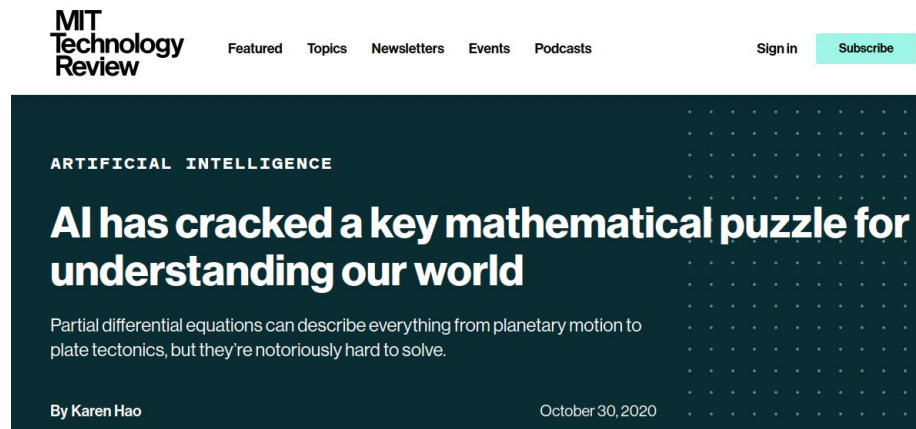 MIT
Technology
Review
Featured Topics Newsletters Events Podcasts Sign in Subscribe
ARTIFICIAL INTELLIGENCE
AI has cracked a key mathematical puzzle for
understanding our world
Partial differential equations can describe everything from planetary motion to
plate tectonics, but they’re notoriously hard to solve.
By Karen Hao October 30, 2020